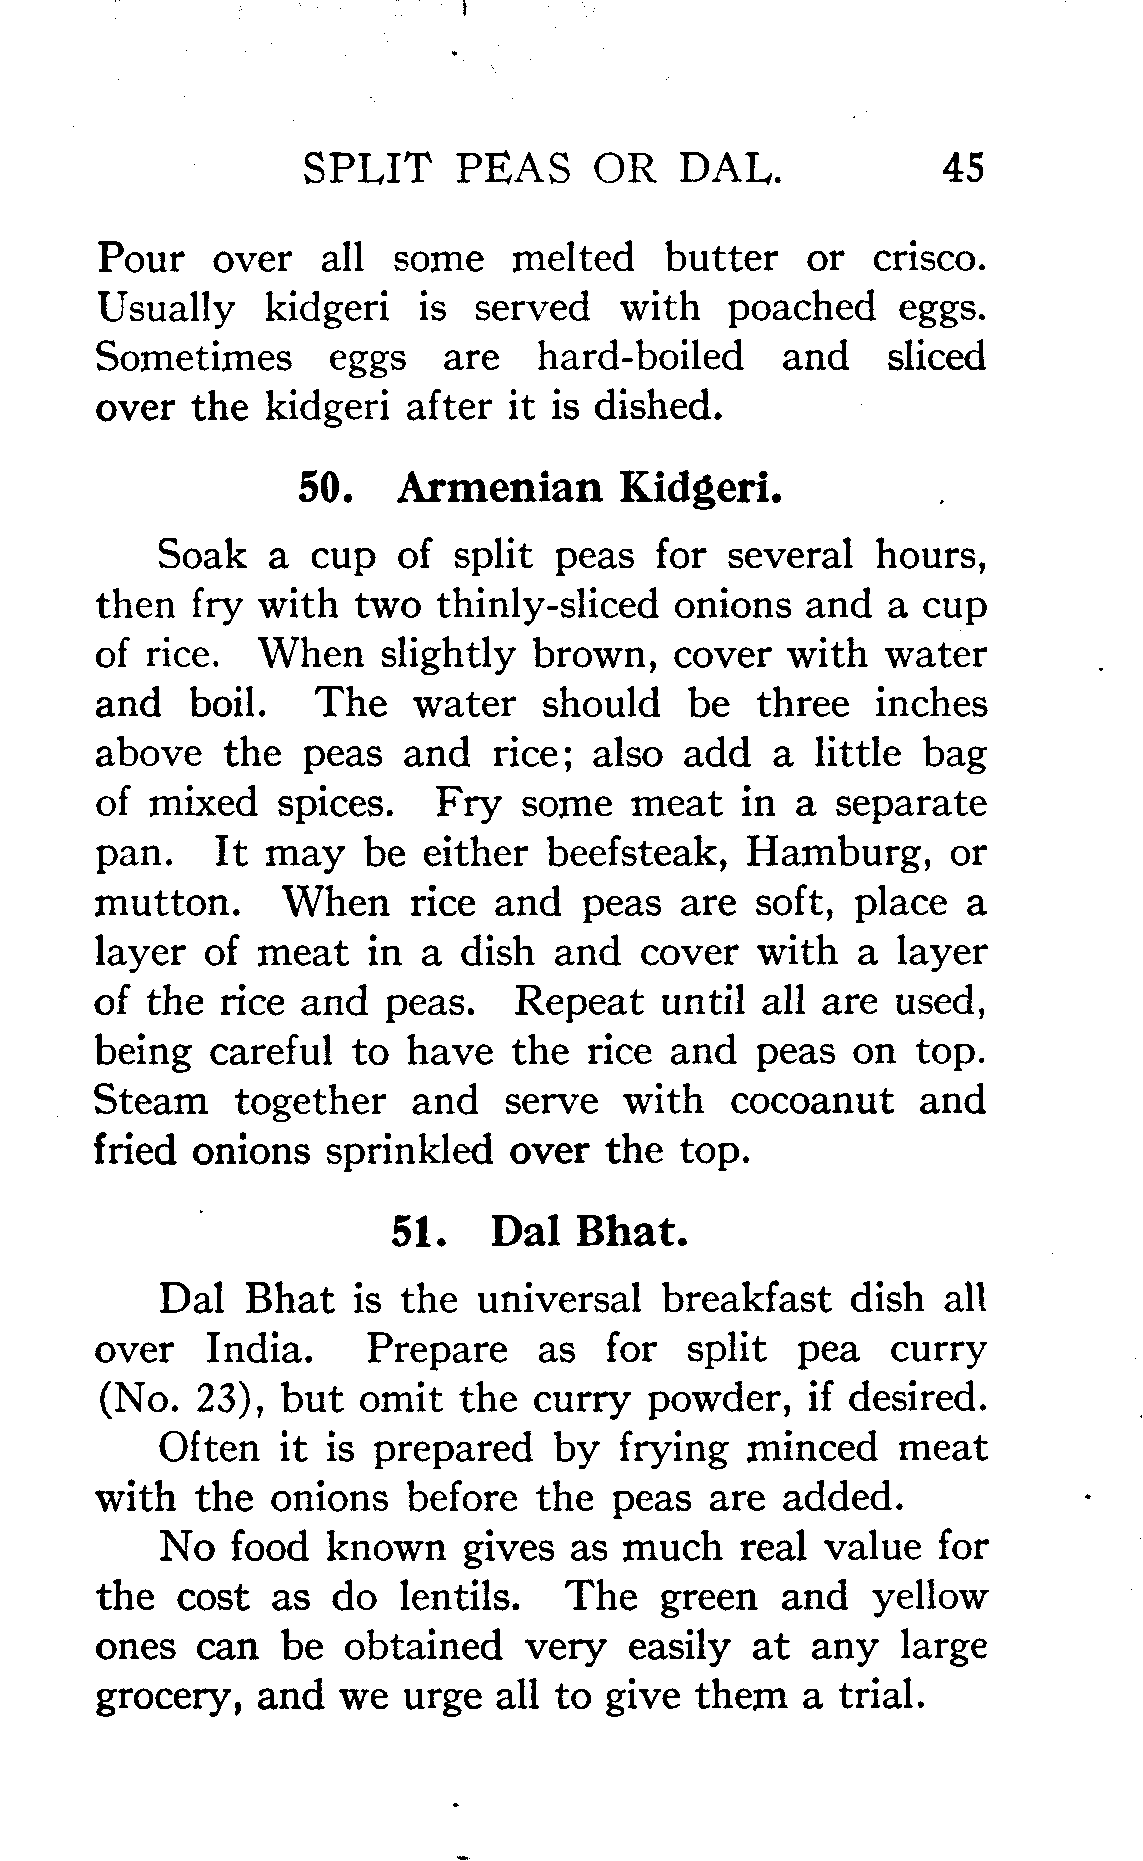 SPLIT PEAS OR DAL. 45
Pour over all some melted butter or crisco.
Usually kidgeri is served with poached eggs.
Sometimes eggs are hard-boiled and sliced
over the kidgeri after it is dished.
50. Armenian Kidgeri.
Soak a cup of split peas for several hours,
then fry with two thinly-sliced onions and a cup
of rice. When slightly brown, cover with water
and boil. The water should be three inches
above the peas and rice; also add a little bag
of mixed spices. Fry some meat in a separate
pan. It may be either beefsteak, Hamburg, or
mutton. When rice and peas are soft, place a
layer of meat in a dish and cover with a layer
of the rice and peas. Repeat until all are used,
being careful to have the rice and peas on top.
Steam together and serve with cocoanut and
fried onions sprinkled over the top.
51. Dal Bhat.
Dal Bhat is the universal breakfast dish all
over India. Prepare as for split pea curry
(No. 23), but omit the curry powder, if desired.
Often it is prepared by frying minced meat
with the onions before the peas are added.
No food known gives as much real value for
the cost as do lentils. The green and yellow
ones can be obtained very easily at any large
grocery, and we urge all to give them a trial.